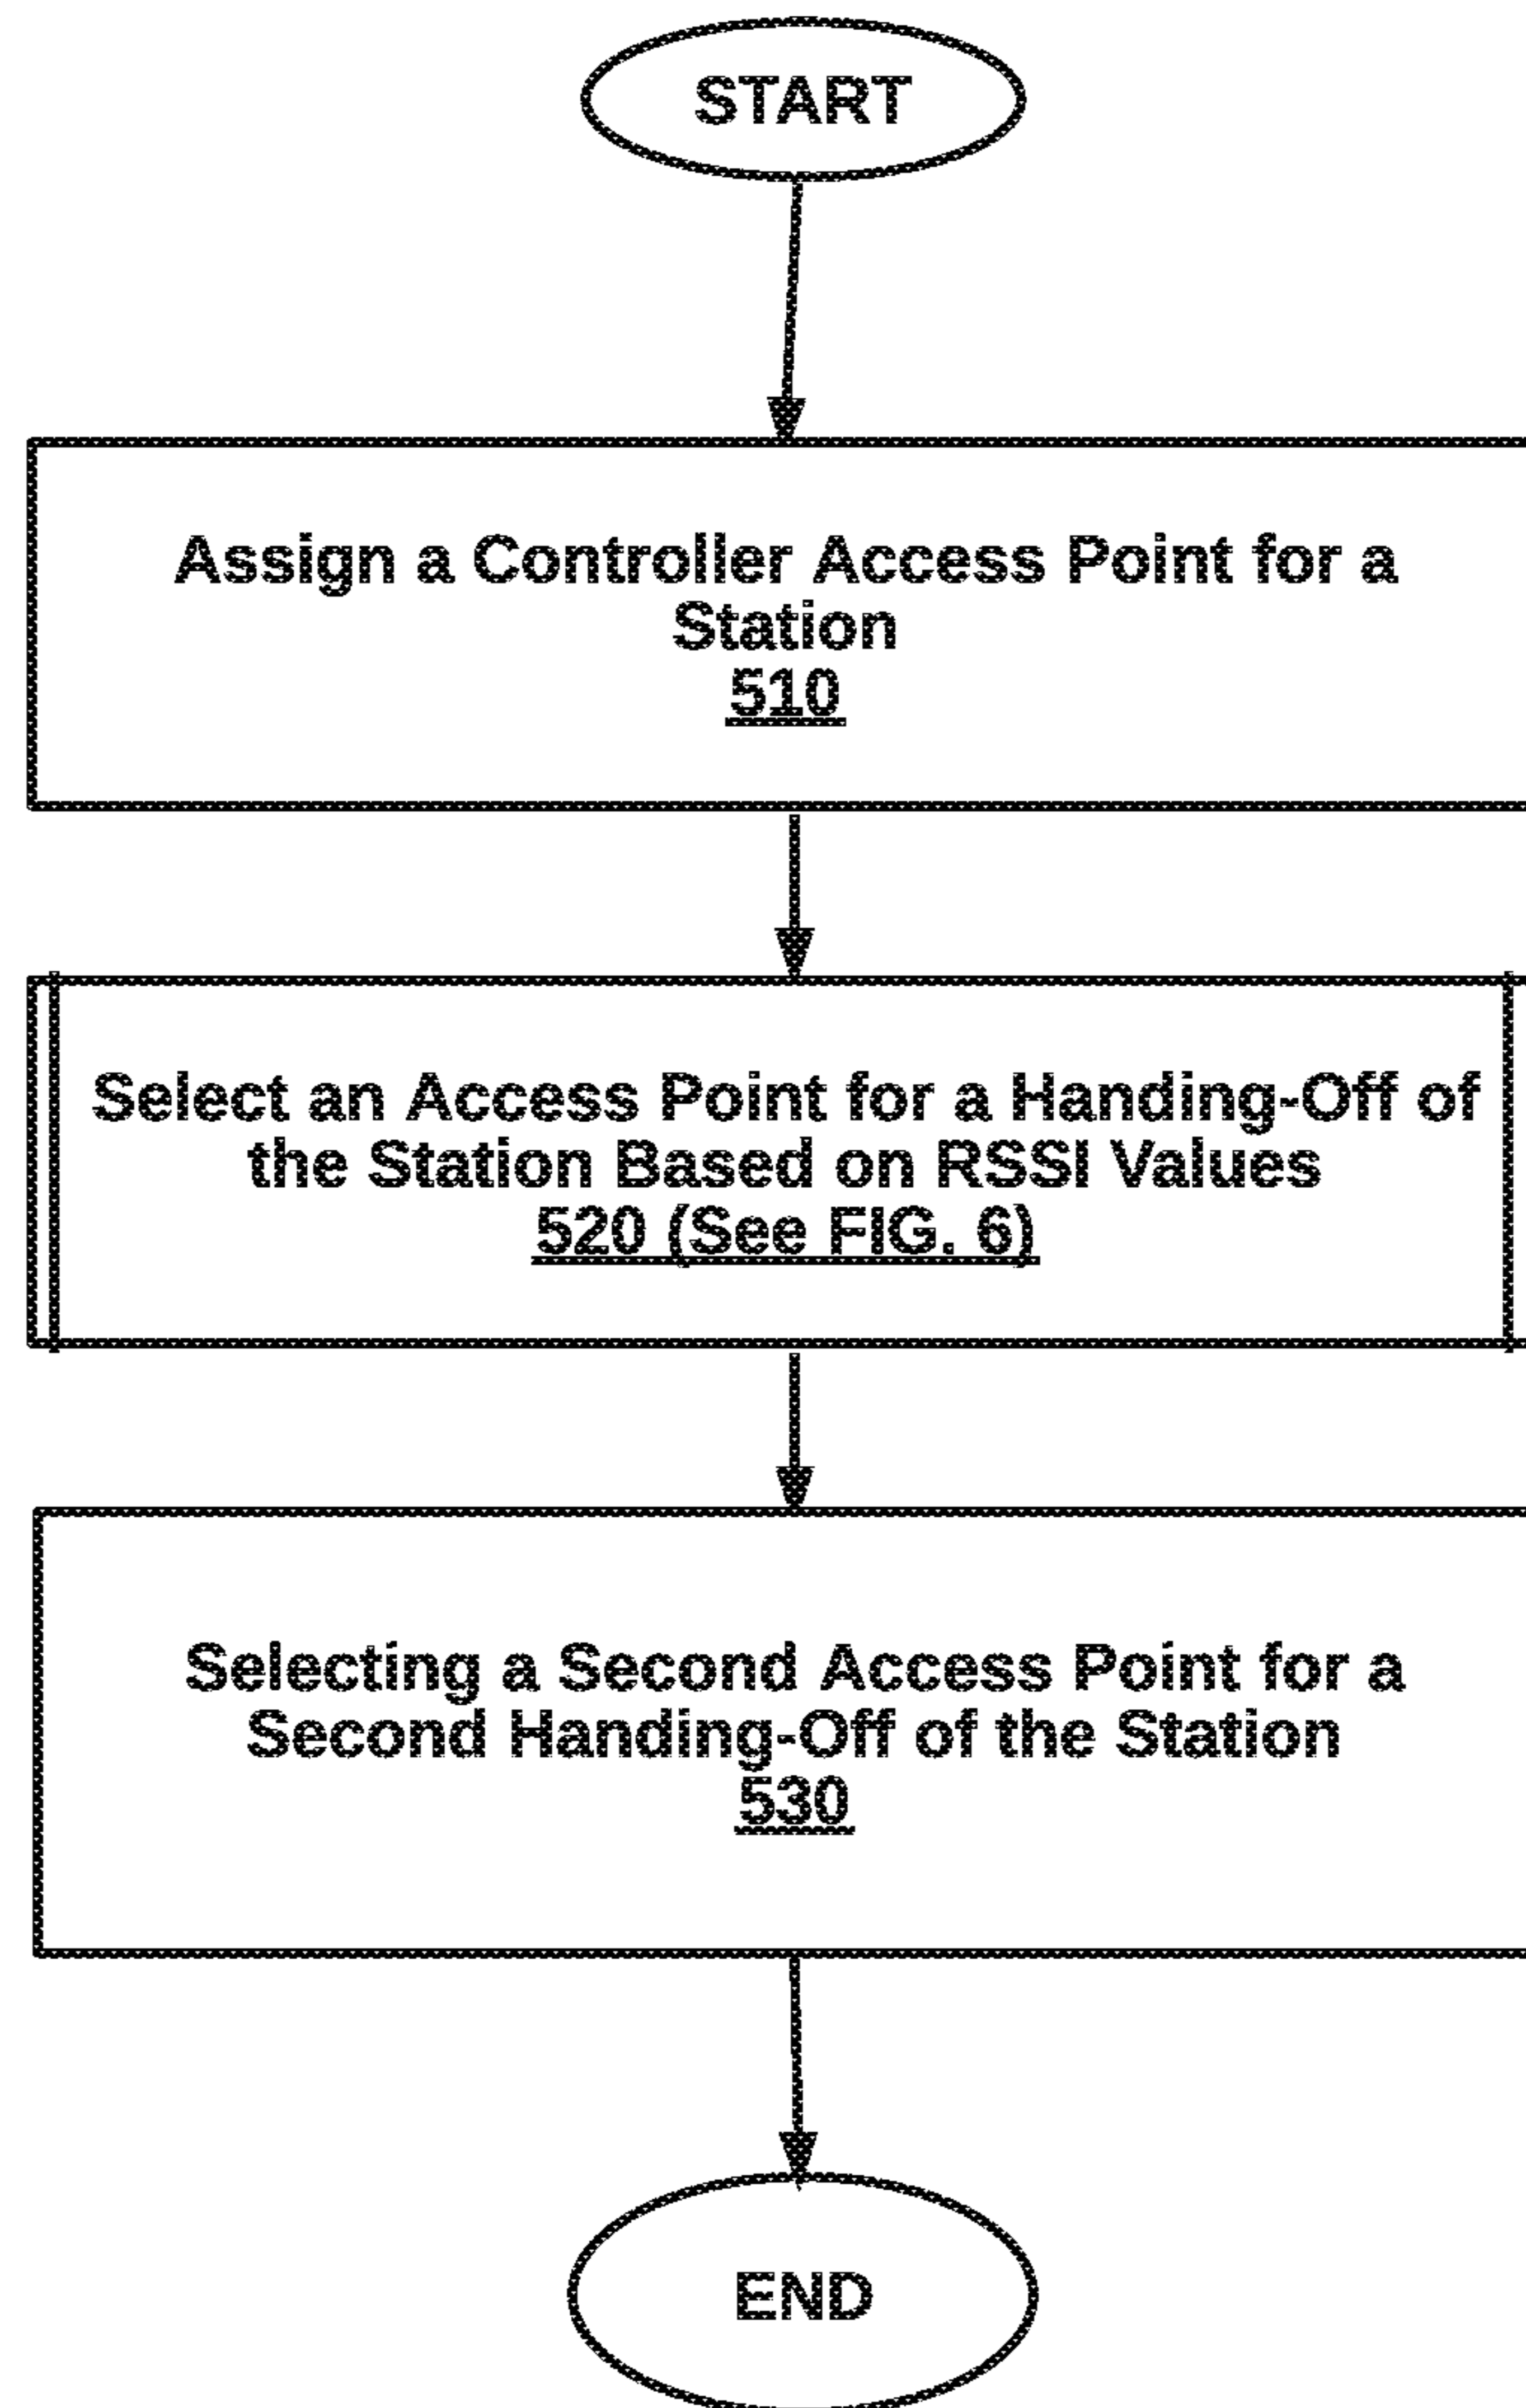 START
Assign a Controller Access Point for a
Station
510
Select an Access Point for a Handing-Off of
the Station Based on RSSI Values
520 (See FIG. 6)
Selecting a Second Access Point for a
Second Handing-Off of the Station
530
END